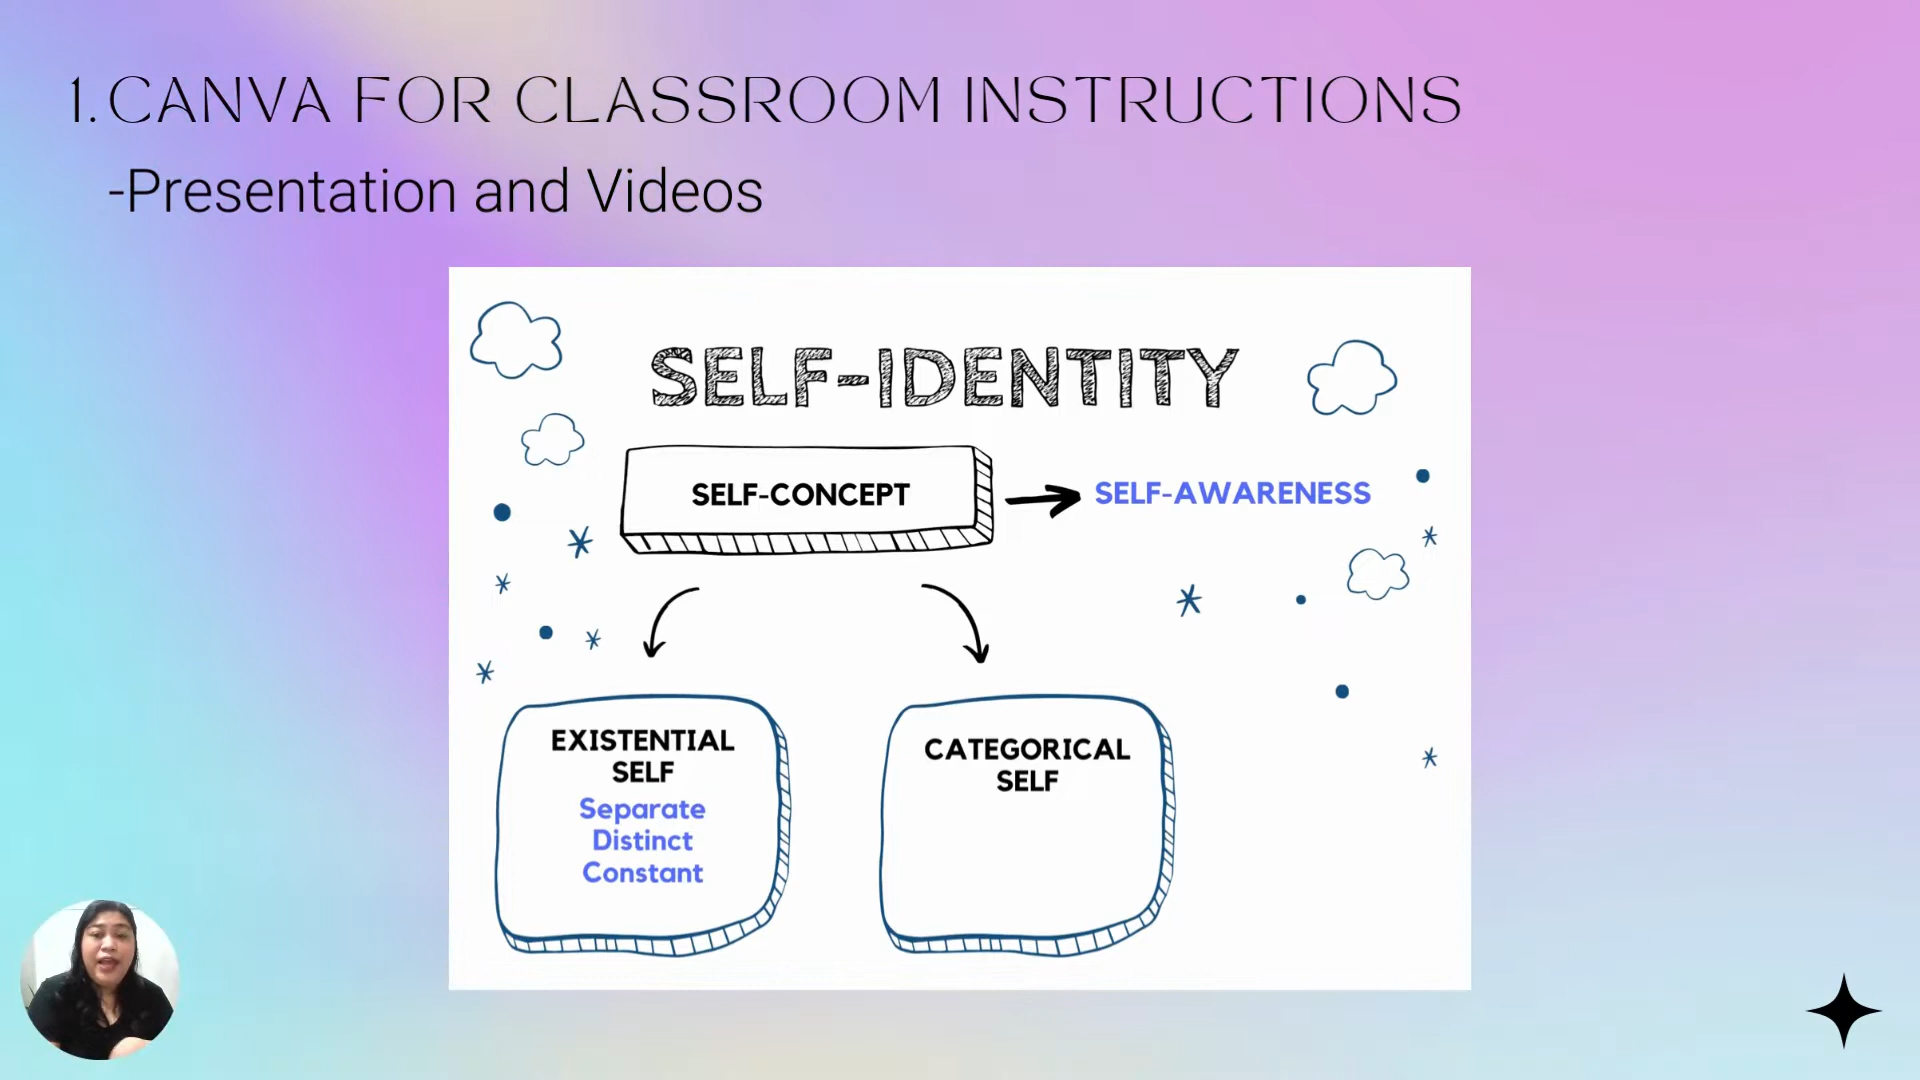 1. CANVA FOR CLASSROOM INSTRUCTIONS
-Presentation and Videos
SELF-IDENTITY
SELF-CONCEPT
SELF-AWARENESS
EXISTENTIAL
SELF
Separate
Distinct
Constant
CATEGORICAL
SELF